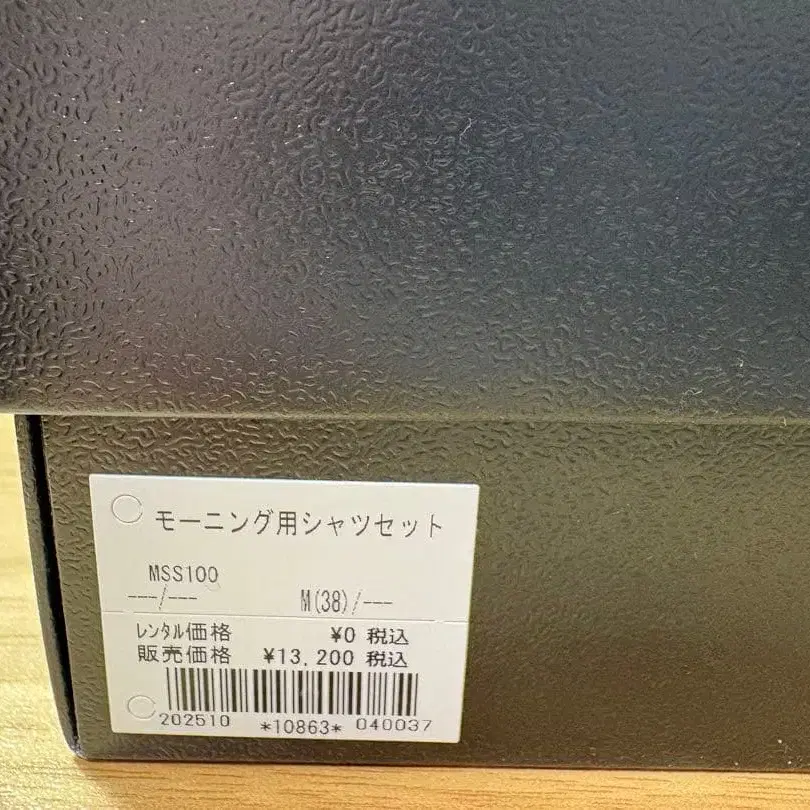 モーニング用シャツセット
MSS100
---/--- M(38)/---
ﾚﾝﾀﾙ価格 ¥0 税込
販売価格 ¥13,200 税込
202510 *10863* 040037